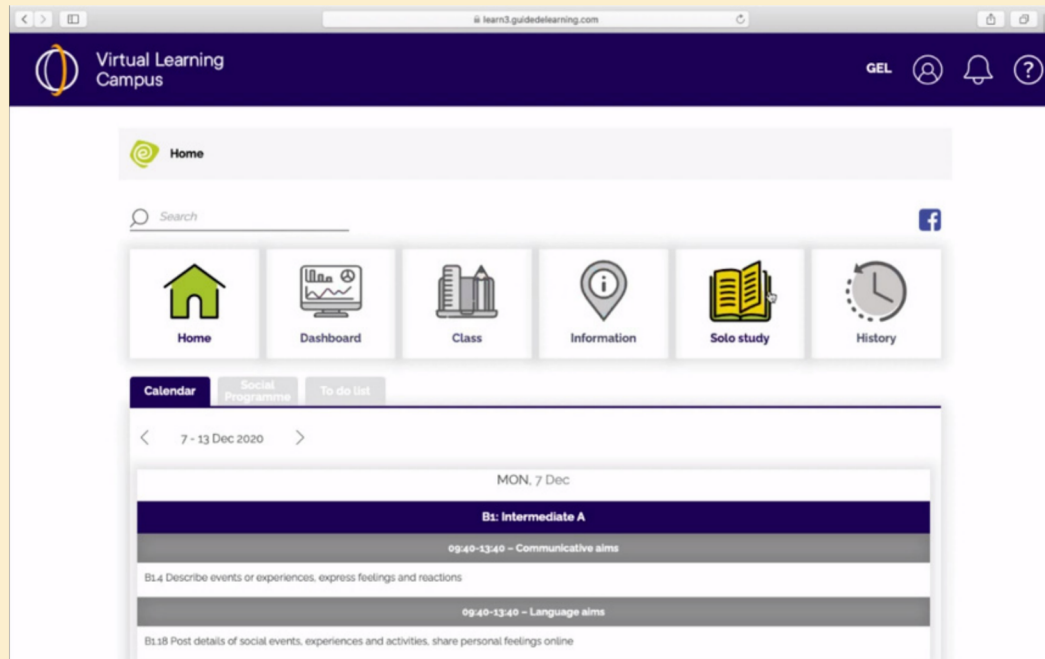 learn3.guidedelearning.com
Virtual Learning
Campus
GEL
?
Home
Search
f
i
Home
Dashboard
Class
Information
Solo study
History
Calendar
Social
Programme
To do list
7 - 13 Dec 2020
MON, 7 Dec
B1: Intermediate A
09:40-13:40 – Communicative aims
B1.4 Describe events or experiences, express feelings and reactions
09:40-13:40 – Language aims
B1.18 Post details of social events, experiences and activities, share personal feelings online